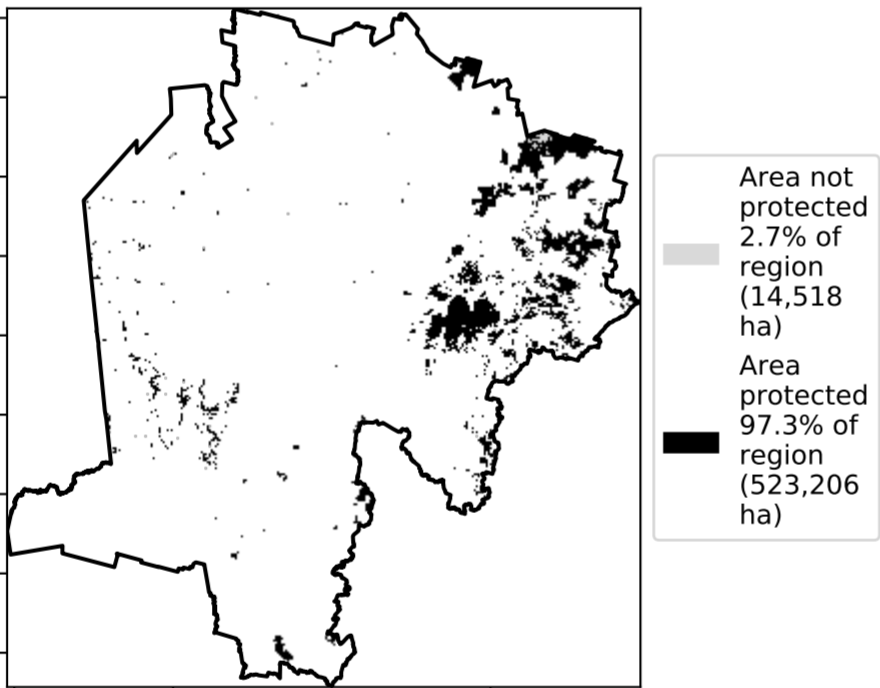 Area not
protected
2.7% of
region
(14,518
ha)
Area
protected
97.3% of
region
(523,206
ha)